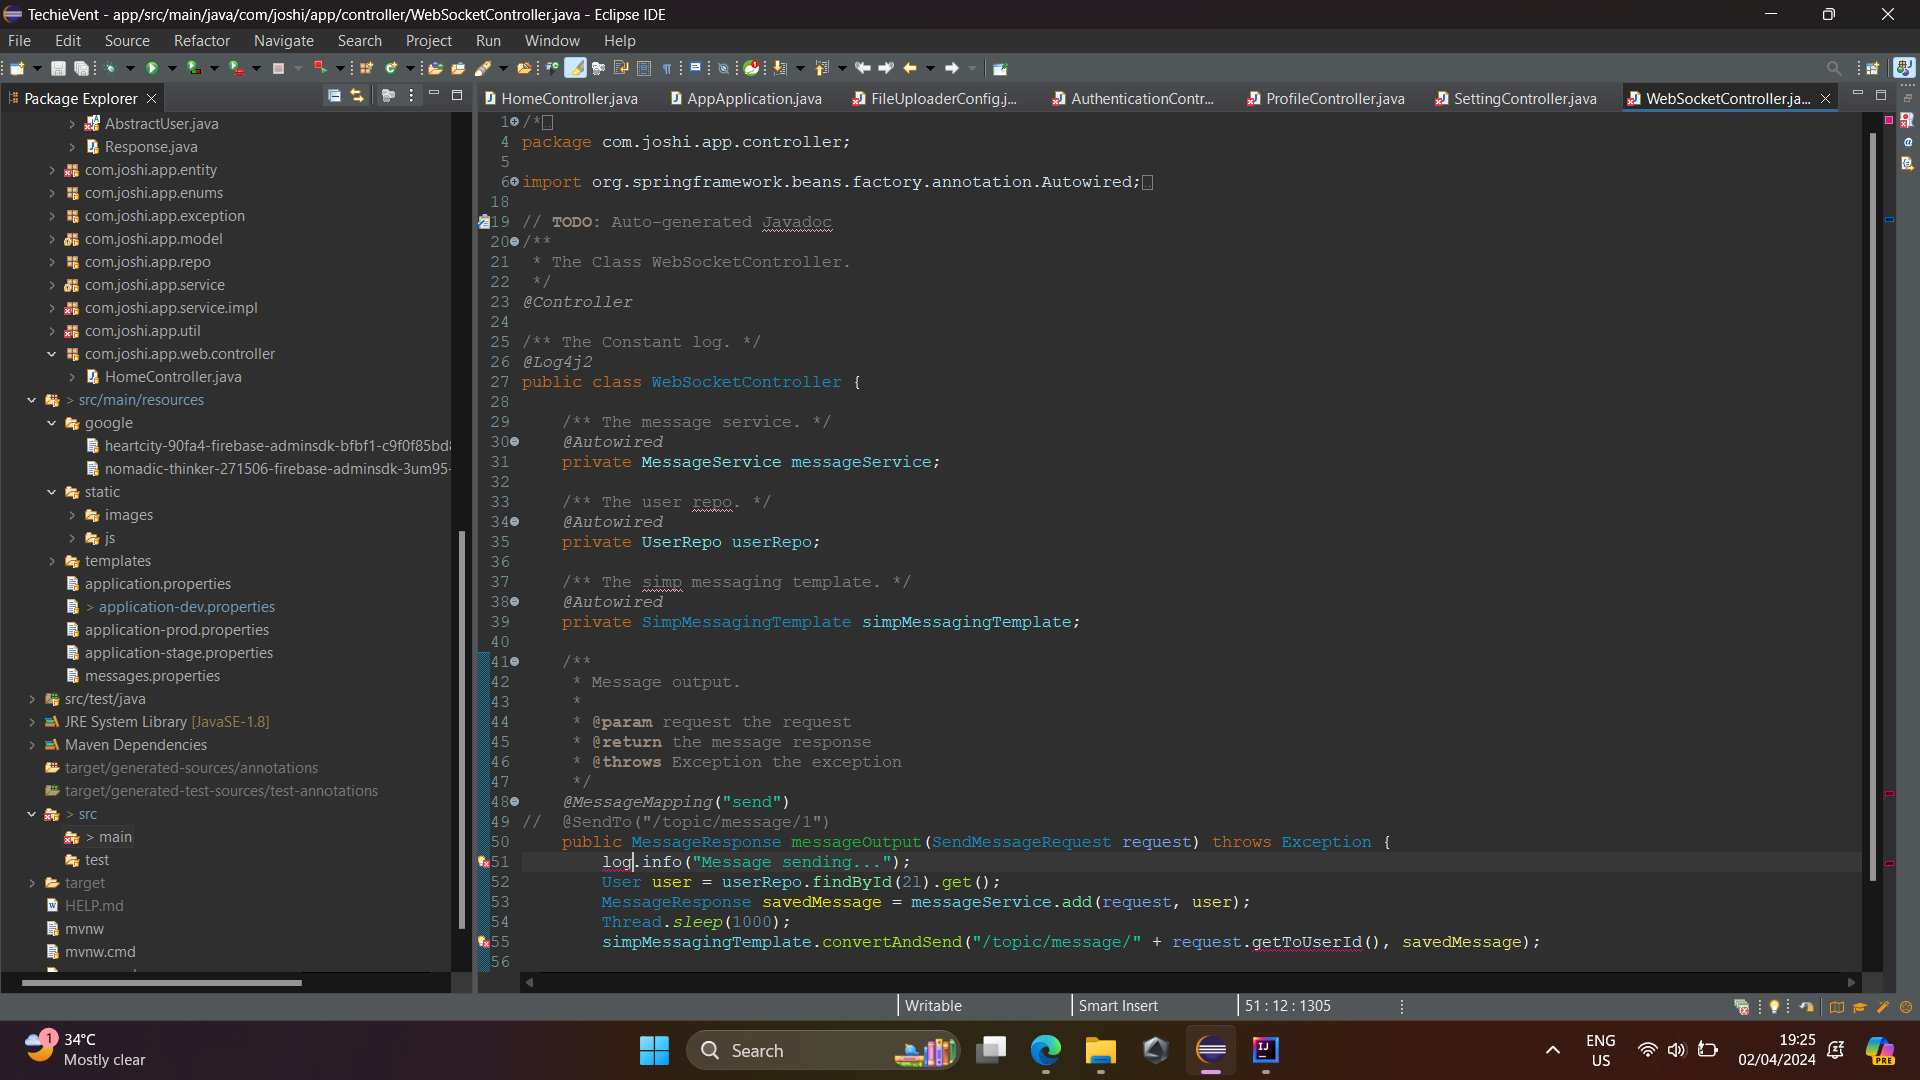 TechieVent - app/src/main/java/com/joshi/app/controller/WebSocketController.java - Eclipse IDE
File Edit Source Refactor Navigate Search Project Run Window Help
Package Explorer
HomeController.java AppApplication.java FileUploaderConfig.j... AuthenticationContr... ProfileController.java SettingController.java WebSocketController.ja...
AbstractUser.java
Response.java
com.joshi.app.entity
com.joshi.app.enums
com.joshi.app.exception
com.joshi.app.model
com.joshi.app.repo
com.joshi.app.service
com.joshi.app.service.impl
com.joshi.app.util
com.joshi.app.web.controller
HomeController.java
> src/main/resources
google
heartcity-90fa4-firebase-adminsdk-bfbf1-c9f0f85bd
nomadic-thinker-271506-firebase-adminsdk-3um95-
static
images
js
templates
application.properties
> application-dev.properties
application-prod.properties
application-stage.properties
messages.properties
src/test/java
JRE System Library [JavaSE-1.8]
Maven Dependencies
target/generated-sources/annotations
target/generated-test-sources/test-annotations
> src
> main
test
target
HELP.md
mvnw
mvnw.cmd
1 /*
4 package com.joshi.app.controller;
5
6 import org.springframework.beans.factory.annotation.Autowired;
18
19 // TODO: Auto-generated Javadoc
20 /**
21 * The Class WebSocketController.
22 */
23 @Controller
24
25 /** The Constant log. */
26 @Log4j2
27 public class WebSocketController {
28
29 /** The message service. */
30 @Autowired
31 private MessageService messageService;
32
33 /** The user repo. */
34 @Autowired
35 private UserRepo userRepo;
36
37 /** The simp messaging template. */
38 @Autowired
39 private SimpMessagingTemplate simpMessagingTemplate;
40
41 /**
42 * Message output.
43 *
44 * @param request the request
45 * @return the message response
46 * @throws Exception the exception
47 */
48 @MessageMapping("send")
49 // @SendTo("/topic/message/1")
50 public MessageResponse messageOutput(SendMessageRequest request) throws Exception {
51 log.info("Message sending...");
52 User user = userRepo.findById(2l).get();
53 MessageResponse savedMessage = messageService.add(request, user);
54 Thread.sleep(1000);
55 simpMessagingTemplate.convertAndSend("/topic/message/" + request.getToUserId(), savedMessage);
56
Writable Smart Insert 51 : 12 : 1305
1
34°C
Mostly clear
Search
ENG
US
19:25
02/04/2024
PRE